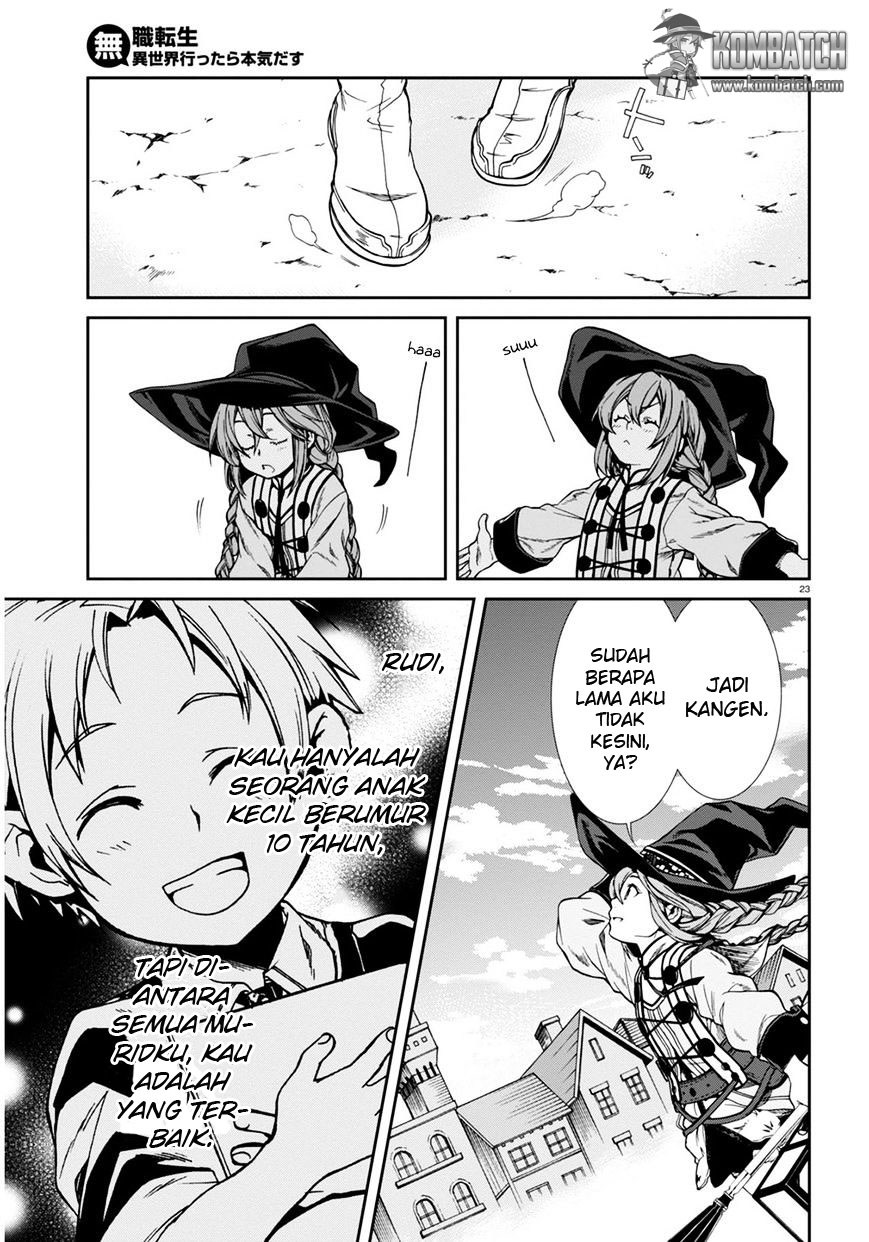 無職転生
異世界行ったら本気だす
KOMBATCH
www.kombatch.com
suuu
haaa
23
JADI
KANGEN.
SUDAH
BERAPA
LAMA AKU
TIDAK
KESINI,
YA?
RUDI,
KAU HANYALAH
SEORANG ANAK
KECIL BERUMUR
10 TAHUN,
TAPI DI-
ANTARA
SEMUA MU-
RIDKU, KAU
ADALAH
YANG TER-
BAIK.